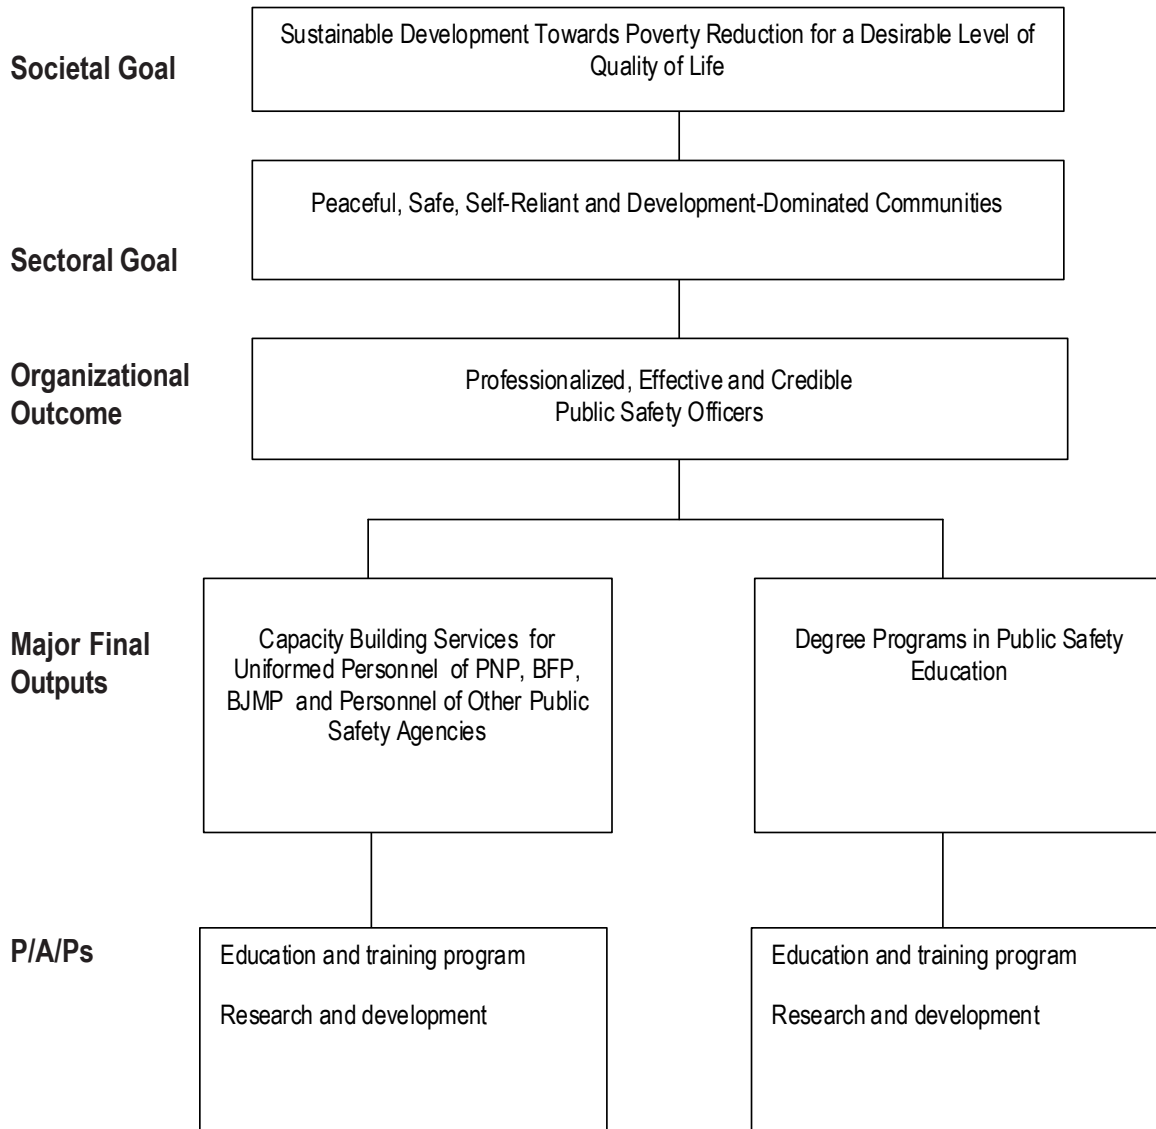 Societal Goal
Sustainable Development Towards Poverty Reduction for a Desirable Level of
Quality of Life
Sectoral Goal
Peaceful, Safe, Self-Reliant and Development-Dominated Communities
Organizational
Outcome
Professionalized, Effective and Credible
Public Safety Officers
Major Final
Outputs
Capacity Building Services for
Uniformed Personnel of PNP, BFP,
BJMP and Personnel of Other Public
Safety Agencies
Degree Programs in Public Safety
Education
P/A/Ps
Education and training program
Research and development
Education and training program
Research and development